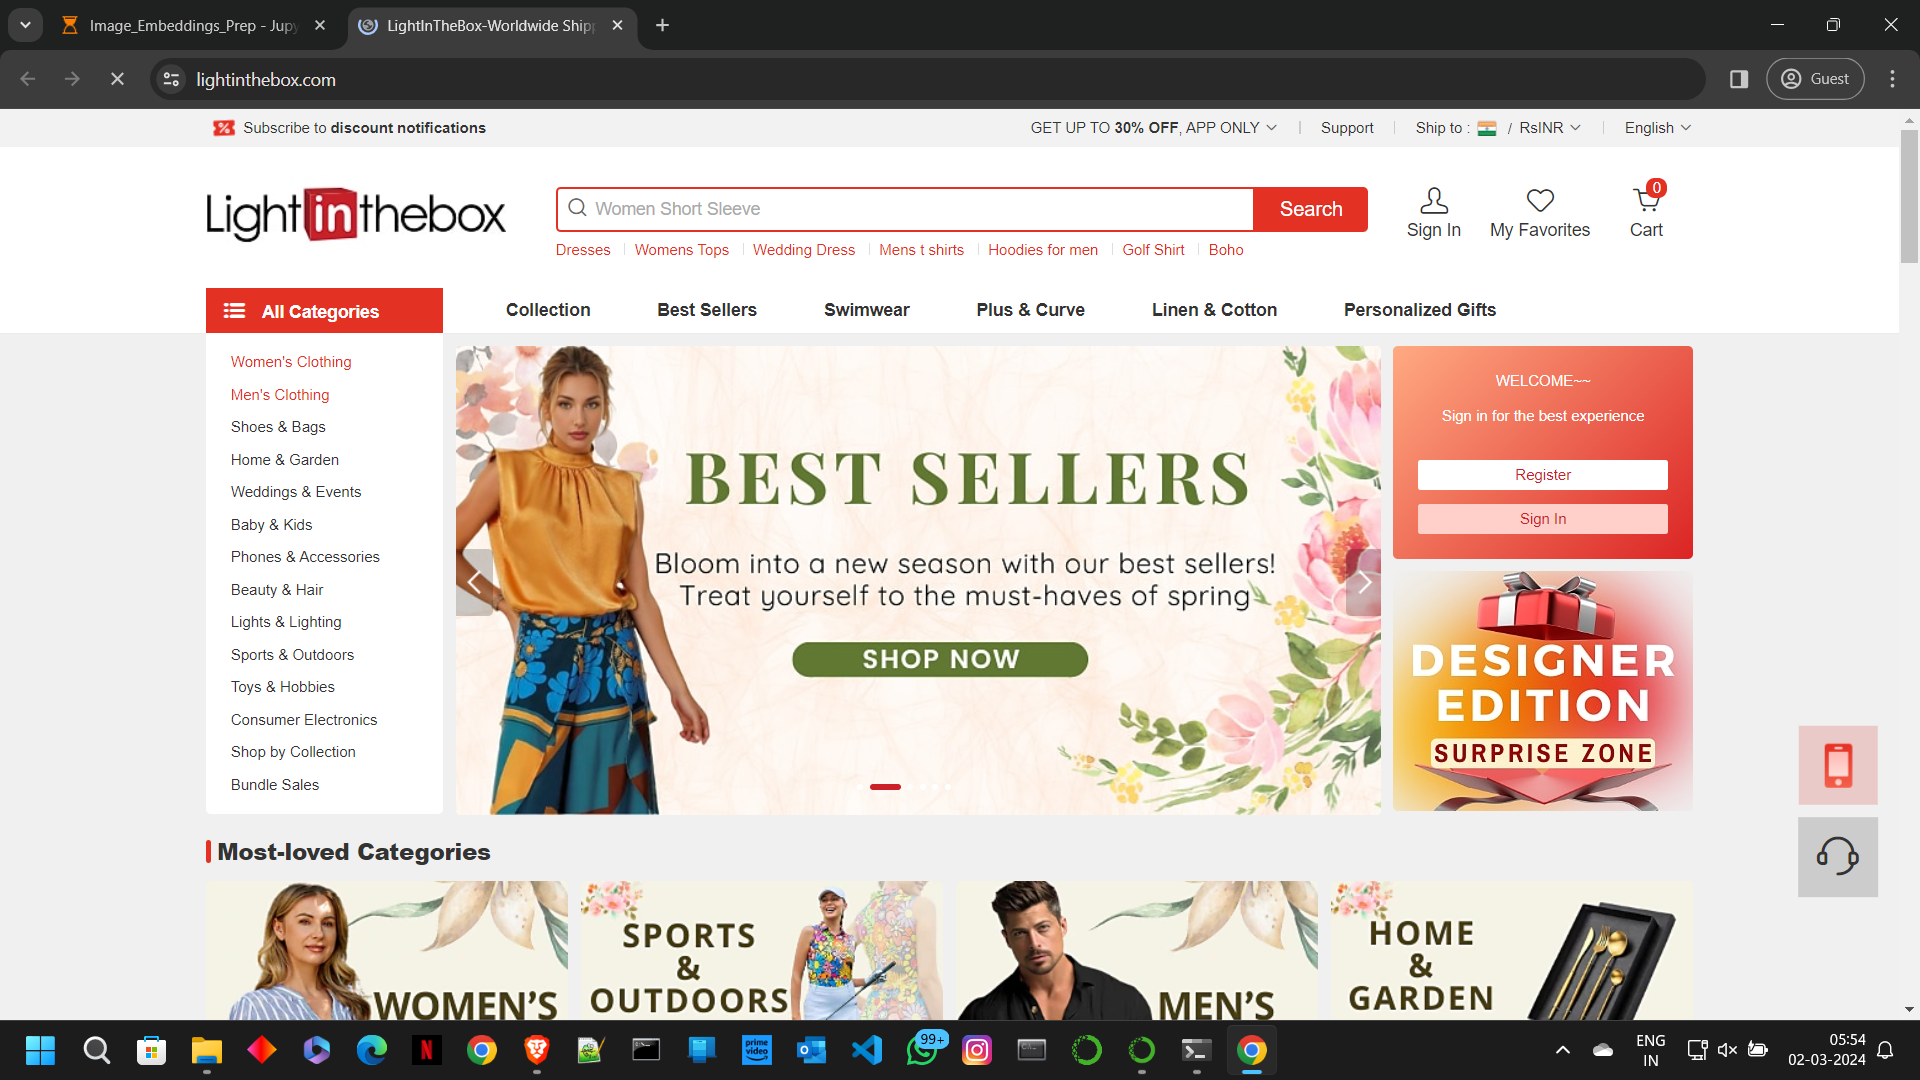 Image_Embeddings_Prep - Jupy
LightInTheBox-Worldwide Ship
lightinthebox.com
Guest
Subscribe to discount notifications
GET UP TO 30% OFF, APP ONLY
Support
Ship to : / RsINR
English
Lightinthebox
Women Short Sleeve
Search
Sign In
My Favorites
0
Cart
Dresses
Womens Tops
Wedding Dress
Mens t shirts
Hoodies for men
Golf Shirt
Boho
All Categories
Collection
Best Sellers
Swimwear
Plus & Curve
Linen & Cotton
Personalized Gifts
Women's Clothing
Men's Clothing
Shoes & Bags
Home & Garden
Weddings & Events
Baby & Kids
Phones & Accessories
Beauty & Hair
Lights & Lighting
Sports & Outdoors
Toys & Hobbies
Consumer Electronics
Shop by Collection
Bundle Sales
BEST SELLERS
Bloom into a new season with our best sellers!
Treat yourself to the must-haves of spring
SHOP NOW
WELCOME~~
Sign in for the best experience
Register
Sign In
DESIGNER
EDITION
SURPRISE ZONE
Most-loved Categories
WOMEN'S
SPORTS
&
OUTDOORS
MEN'S
HOME
&
GARDEN
prime
video
99+
ENG
IN
05:54
02-03-2024